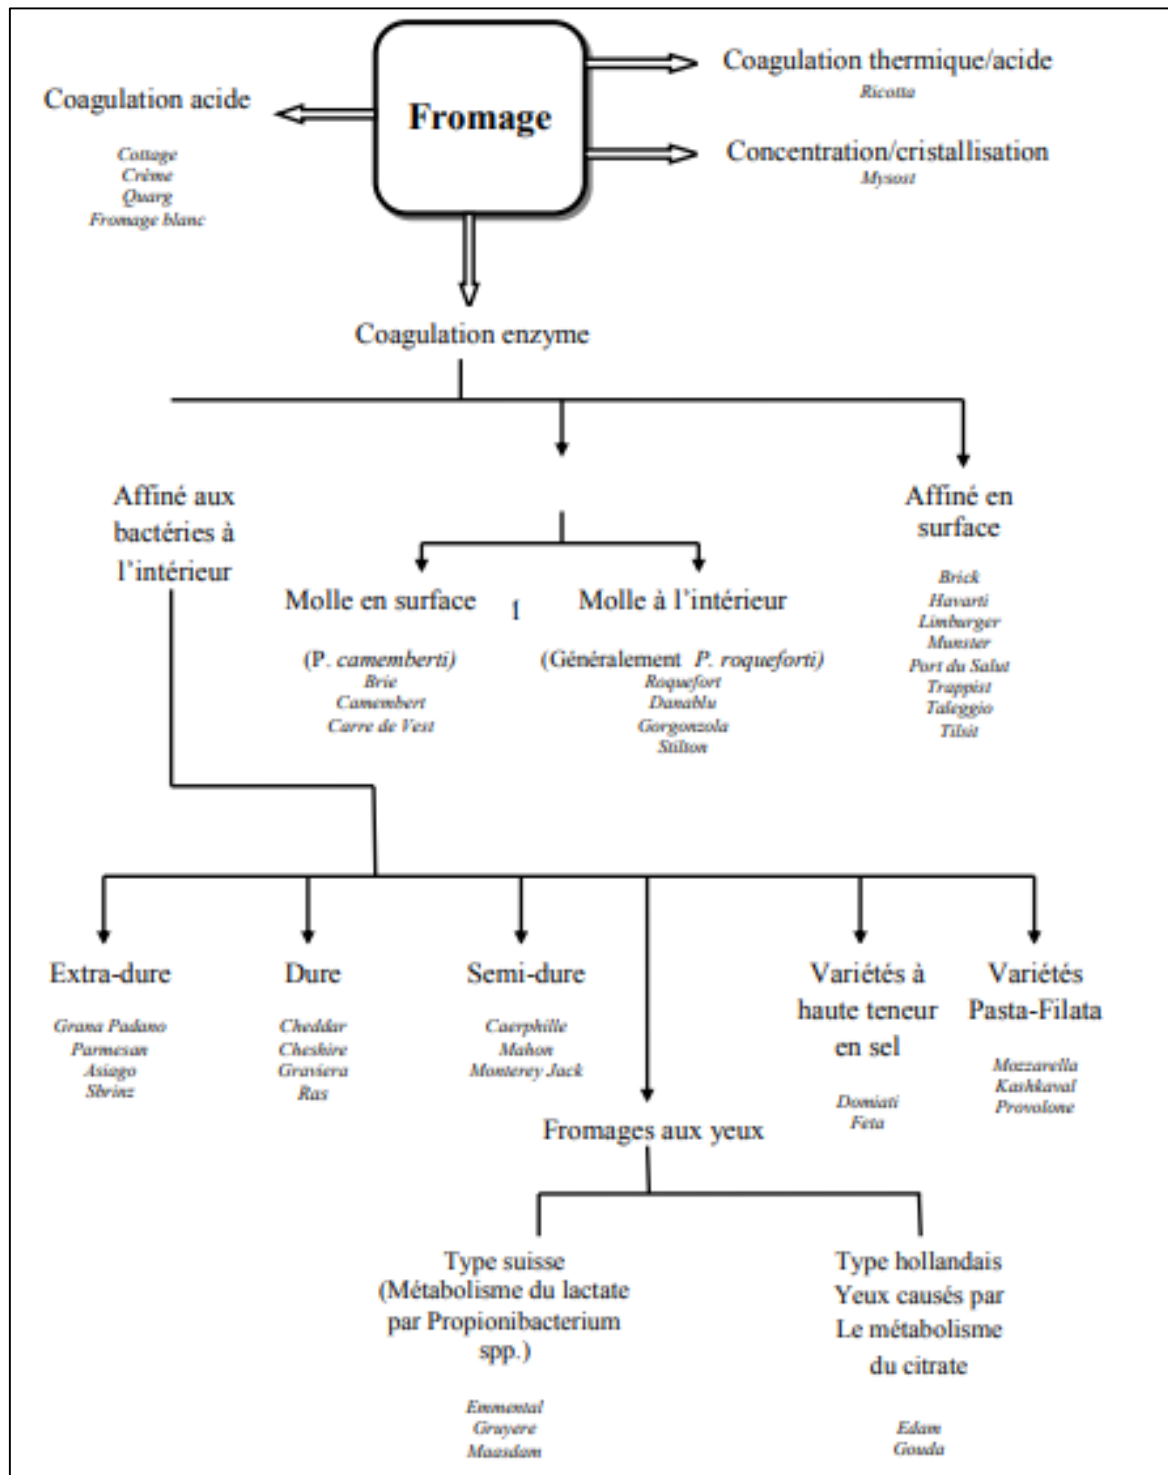 Fromage
Coagulation acide
Cottage
Crème
Quarg
Fromage blanc
Coagulation thermique/acide
Ricotta
Concentration/cristallisation
Mysost
Coagulation enzyme
Affiné aux
bactéries à
l'intérieur
Molle en surface
(P. camemberti)
Brie
Camembert
Carre de Vest
1
Molle à l'intérieur
(Généralement P. roqueforti)
Roquefort
Danablu
Gorgonzola
Stilton
Affiné en
surface
Brick
Havarti
Limburger
Munster
Port du Salut
Trappist
Taleggio
Tilsit
Extra-dure
Grana Padano
Parmesan
Asiago
Sbrinz
Dure
Cheddar
Cheshire
Graviera
Ras
Semi-dure
Caerphille
Mahon
Monterey Jack
Fromages aux yeux
Variétés à
haute teneur
en sel
Domiati
Feta
Variétés
Pasta-Filata
Mozzarella
Kashkaval
Provolone
Type suisse
(Métabolisme du lactate
par Propionibacterium
spp.)
Emmental
Gruyere
Maasdam
Type hollandais
Yeux causés par
Le métabolisme
du citrate
Edam
Gouda